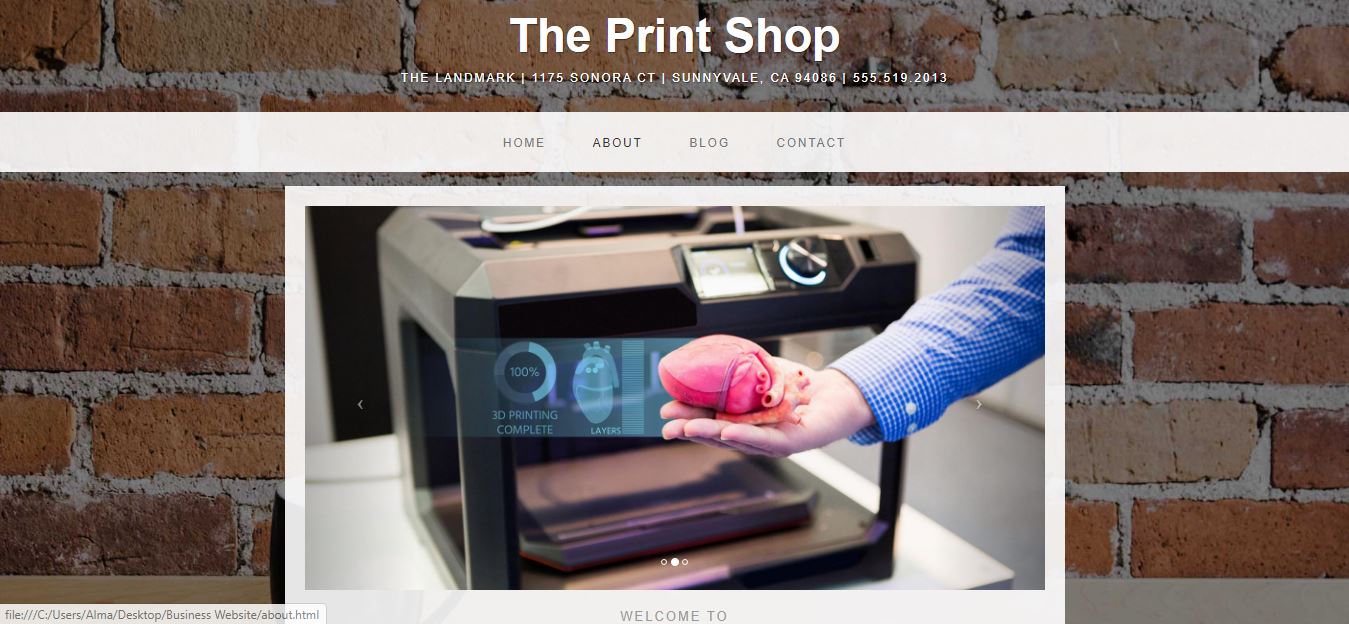 The Print Shop
THE LANDMARK | 1175 SONORA CT | SUNNYVALE, CA 94086 | 555.519.2013
HOME ABOUT BLOG CONTACT
100%
3D PRINTING
COMPLETE
LAYERS
WELCOME TO
file:///C:/Users/Alma/Desktop/Business Website/about.html